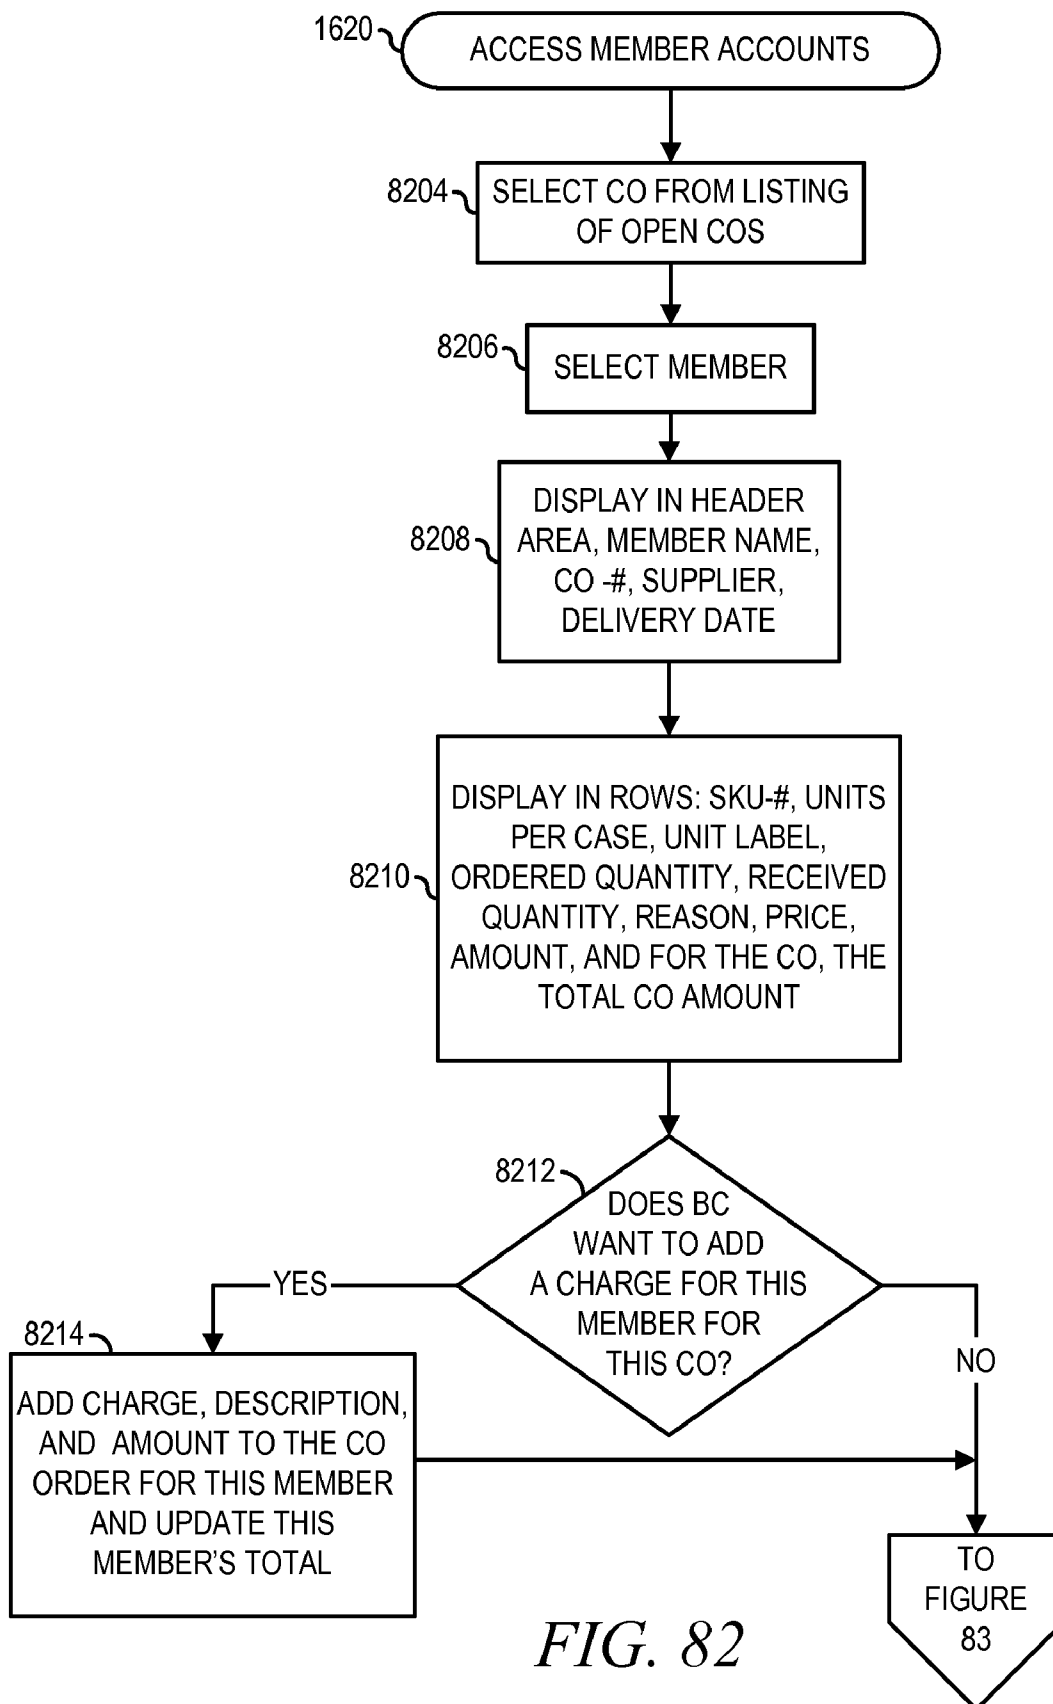 1620
ACCESS MEMBER ACCOUNTS
8204
SELECT CO FROM LISTING
OF OPEN COS
8206
SELECT MEMBER
8208
DISPLAY IN HEADER
AREA, MEMBER NAME,
CO -#, SUPPLIER,
DELIVERY DATE
8210
DISPLAY IN ROWS: SKU-#, UNITS
PER CASE, UNIT LABEL,
ORDERED QUANTITY, RECEIVED
QUANTITY, REASON, PRICE,
AMOUNT, AND FOR THE CO, THE
TOTAL CO AMOUNT
8212
DOES BC
WANT TO ADD
A CHARGE FOR THIS
MEMBER FOR
THIS CO?
YES
NO
8214
ADD CHARGE, DESCRIPTION,
AND AMOUNT TO THE CO
ORDER FOR THIS MEMBER
AND UPDATE THIS
MEMBER'S TOTAL
TO
FIGURE
83
FIG. 82